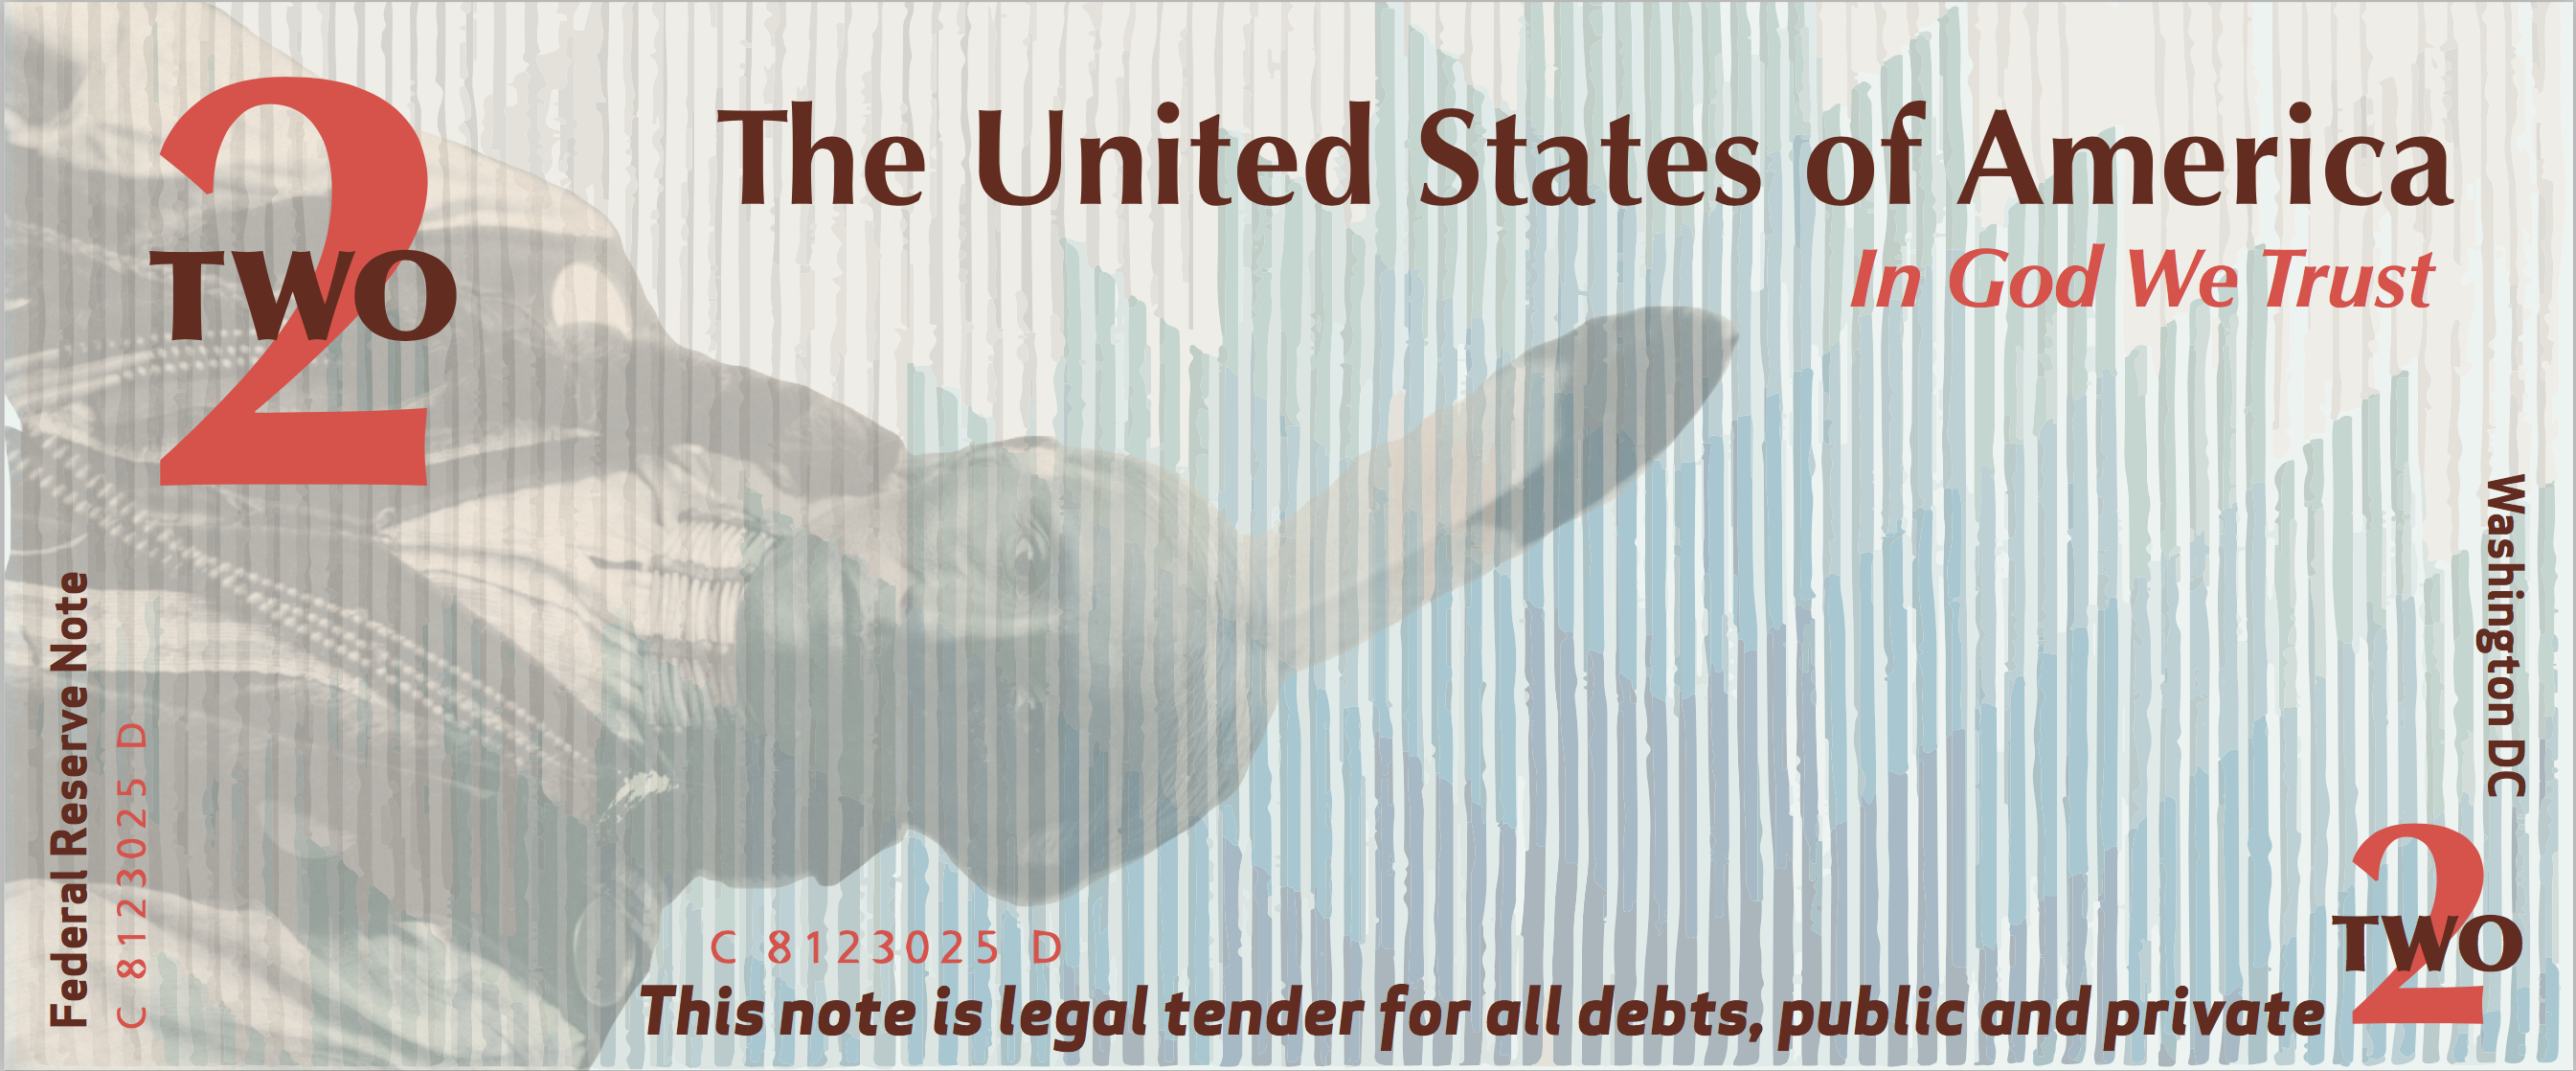 2
TWO
The United States of America
In God We Trust
Federal Reserve Note
C 8123025 D
Washington DC
C 8123025 D
This note is legal tender for all debts, public and private
2
TWO